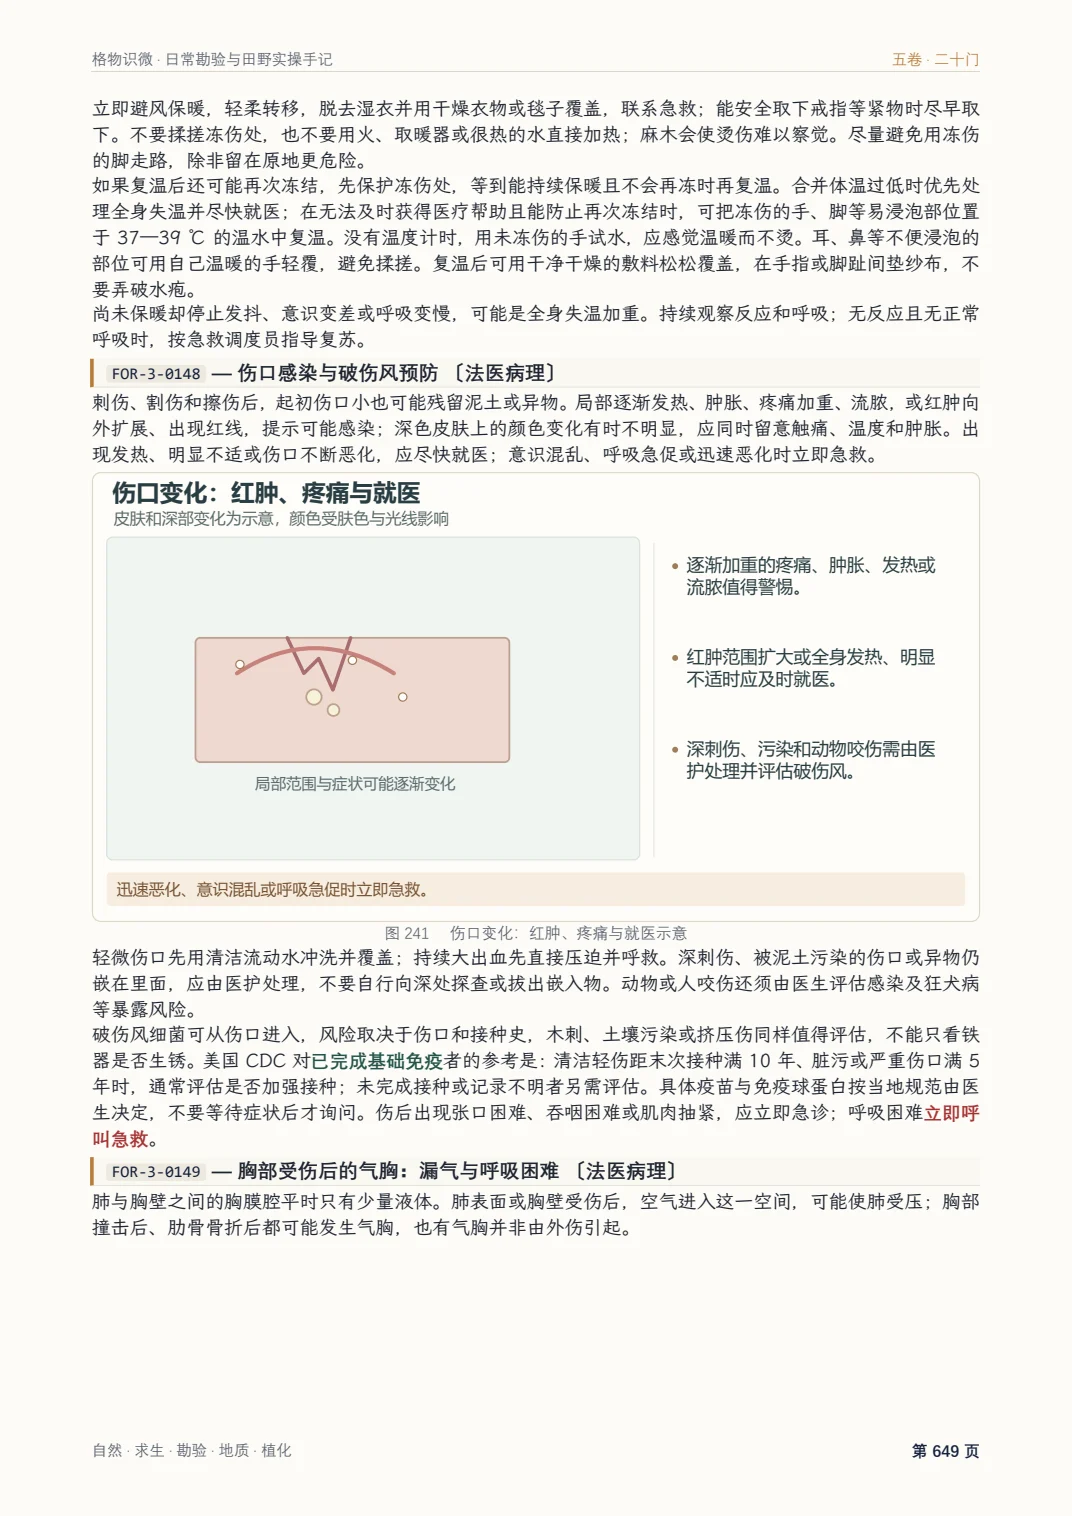 格物识微 · 日常勘验与田野实操手记
五卷 · 二十门
立即避风保暖，轻柔转移，脱去湿衣并用干燥衣物或毯子覆盖，联系急救；能安全取下戒指等紧物时尽早取
下。不要揉搓冻伤处，也不要用火、取暖器或很热的水直接加热；麻木会使烫伤难以察觉。尽量避免用冻伤
的脚走路，除非留在原地更危险。
如果复温后还可能再次冻结，先保护冻伤处，等到能持续保暖且不会再冻时再复温。合并体温过低时优先处
理全身失温并尽快就医；在无法及时获得医疗帮助且能防止再次冻结时，可把冻伤的手、脚等易浸泡部位置
于 37—39 ℃ 的温水中复温。没有温度计时，用未冻伤的手试水，应感觉温暖而不烫。耳、鼻等不便浸泡的
部位可用自己温暖的手轻覆，避免揉搓。复温后可用干净干燥的敷料松松覆盖，在手指或脚趾间垫纱布，不
要弄破水疱。
尚未保暖却停止发抖、意识变差或呼吸变慢，可能是全身失温加重。持续观察反应和呼吸；无反应且无正常
呼吸时，按急救调度员指导复苏。
FOR-3-0148 — 伤口感染与破伤风预防 〔法医病理〕
刺伤、割伤和擦伤后，起初伤口小也可能残留泥土或异物。局部逐渐发热、肿胀、疼痛加重、流脓，或红肿向
外扩展、出现红线，提示可能感染；深色皮肤上的颜色变化有时不明显，应同时留意触痛、温度和肿胀。出
现发热、明显不适或伤口不断恶化，应尽快就医；意识混乱、呼吸急促或迅速恶化时立即急救。
伤口变化：红肿、疼痛与就医
皮肤和深部变化为示意，颜色受肤色与光线影响
局部范围与症状可能逐渐变化
• 逐渐加重的疼痛、肿胀、发热或
流脓值得警惕。
• 红肿范围扩大或全身发热、明显
不适时应及时就医。
• 深刺伤、污染和动物咬伤需由医
护处理并评估破伤风。
迅速恶化、意识混乱或呼吸急促时立即急救。
图 241 伤口变化：红肿、疼痛与就医示意
轻微伤口先用清洁流动水冲洗并覆盖；持续大出血先直接压迫并呼救。深刺伤、被泥土污染的伤口或异物仍
嵌在里面，应由医护处理，不要自行向深处探查或拔出嵌入物。动物或人咬伤还须由医生评估感染及狂犬病
等暴露风险。
破伤风细菌可从伤口进入，风险取决于伤口和接种史，木刺、土壤污染或挤压伤同样值得评估，不能只看铁
器是否生锈。美国 CDC 对已完成基础免疫者的参考是：清洁轻伤距末次接种满 10 年、脏污或严重伤口满 5
年时，通常评估是否加强接种；未完成接种或记录不明者另需评估。具体疫苗与免疫球蛋白按当地规范由医
生决定，不要等待症状后才询问。伤后出现张口困难、吞咽困难或肌肉抽紧，应立即急诊；呼吸困难立即呼
叫急救。
FOR-3-0149 — 胸部受伤后的气胸：漏气与呼吸困难 〔法医病理〕
肺与胸壁之间的胸膜腔平时只有少量液体。肺表面或胸壁受伤后，空气进入这一空间，可能使肺受压；胸部
撞击后、肋骨骨折后都可能发生气胸，也有气胸并非由外伤引起。
自然 · 求生 · 勘验 · 地质 · 植化
第 649 页